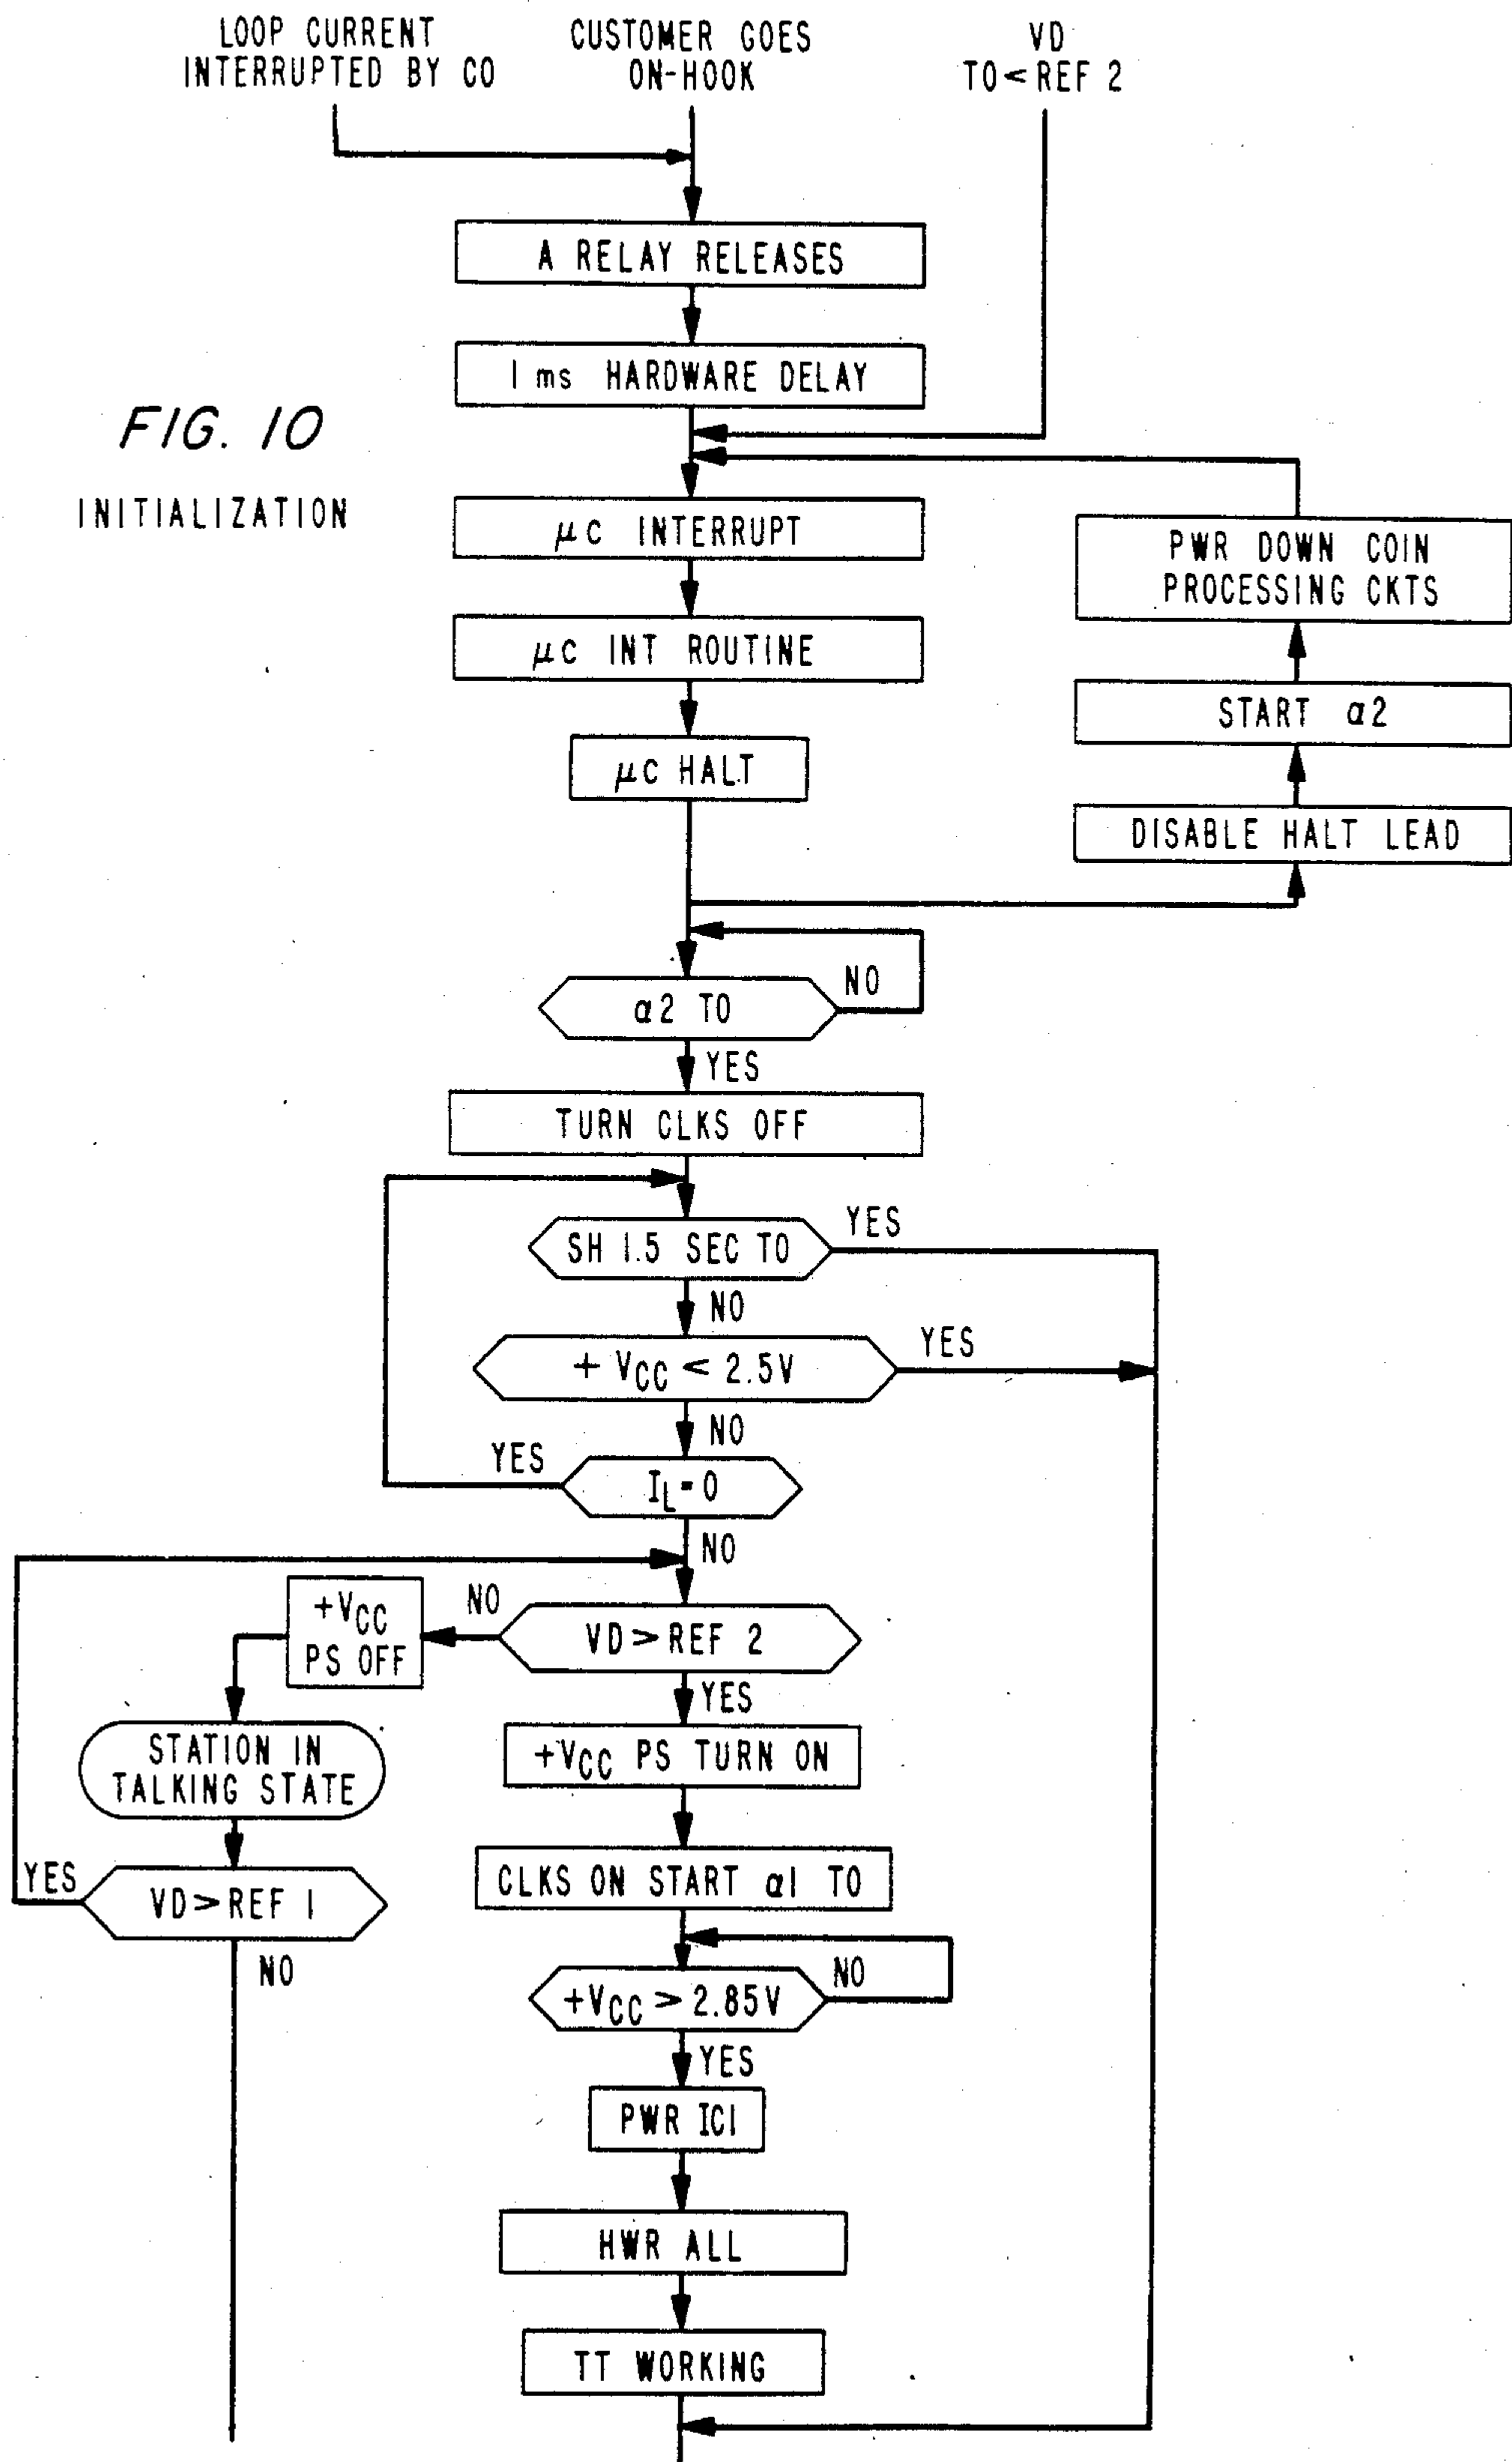 LOOP CURRENT
INTERRUPTED BY CO
CUSTOMER GOES
ON-HOOK
VD
TO < REF 2
A RELAY RELEASES
1 ms HARDWARE DELAY
FIG. 10
INITIALIZATION
μC INTERRUPT
PWR DOWN COIN
PROCESSING CKTS
μC INT ROUTINE
START α2
μC HALT
DISABLE HALT LEAD
α2 TO
NO
YES
TURN CLKS OFF
SH 1.5 SEC TO
YES
NO
+ VCC < 2.5V
YES
NO
YES
IL = 0
NO
+VCC
PS OFF
NO
VD > REF 2
YES
STATION IN
TALKING STATE
+VCC PS TURN ON
YES
VD > REF 1
NO
CLKS ON START α1 TO
+VCC > 2.85V
NO
YES
PWR IC1
HWR ALL
TT WORKING